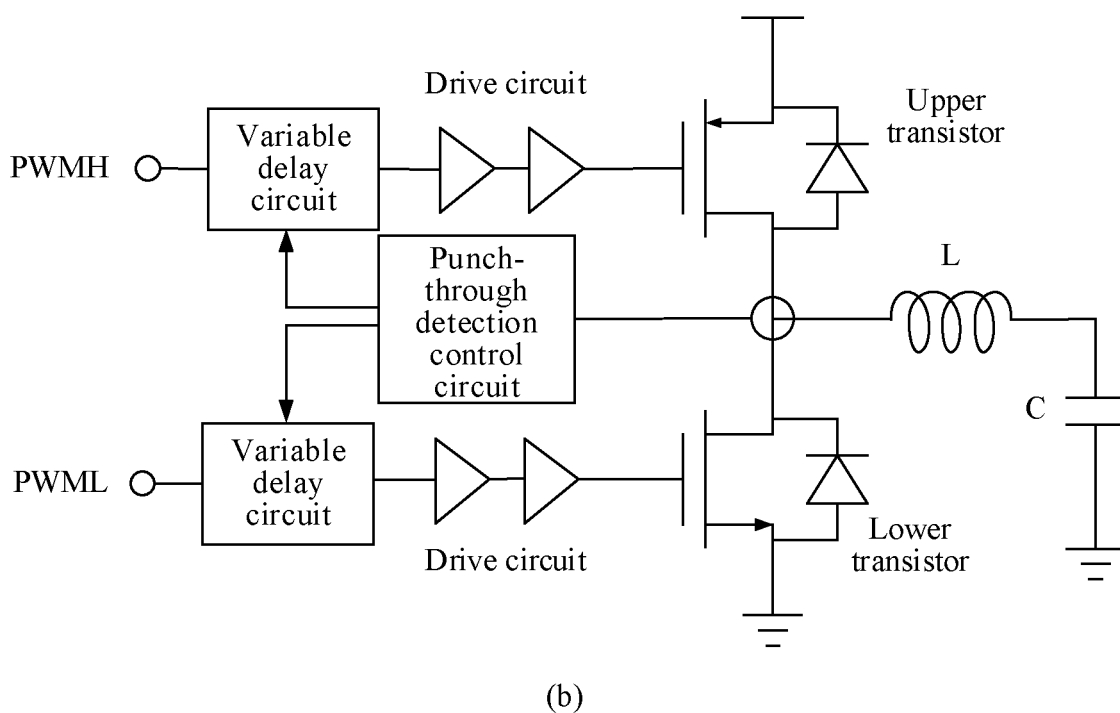 Drive circuit
Upper
transistor
PWMH
Variable
delay
circuit
Punch-
through
detection
control
circuit
L
C
PWML
Variable
delay
circuit
Drive circuit
Lower
transistor
(b)